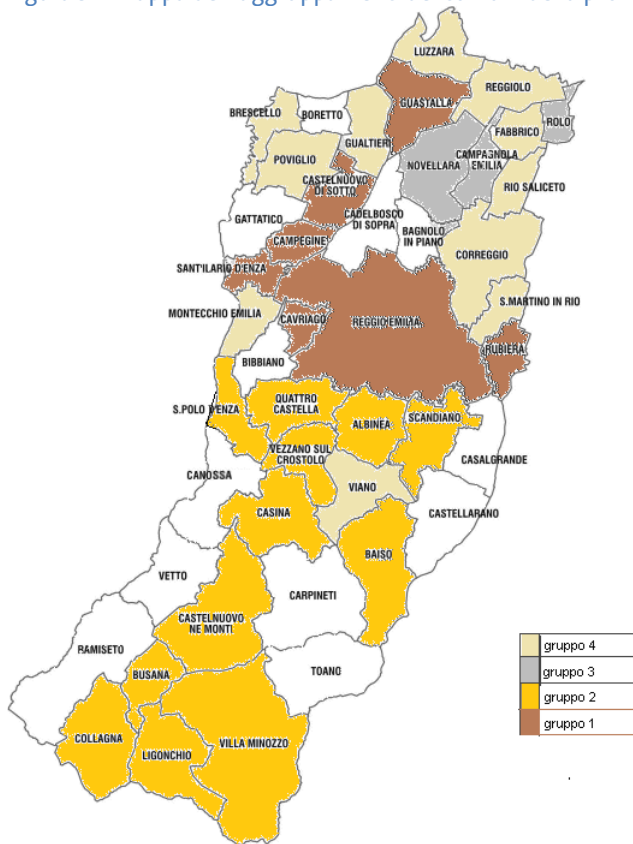 LUZZARA
REGGIOLO
GUASTALLA
BRESCELLO
BORETTO
ROLO
FABBRICO
GUALTIERI
POVIGLIO
NOVELLARA
CAMPAGNOLA
EMILIA
CASTELNUOVO
DI SOTTO
RIO SALICETO
GATTATICO
CADELBOSCO
DI SOPRA
BAGNOLO
IN PIANO
CAMPEGINE
CORREGGIO
SANT'ILARIO D'ENZA
S.MARTINO IN RIO
MONTECCHIO EMILIA
CAVRIAGO
REGGIO EMILIA
RUBIERA
BIBBIANO
QUATTRO
CASTELLA
S.POLO D'ENZA
ALBINEA
SCANDIANO
VEZZANO SUL
CROSTOLO
CASALGRANDE
CANOSSA
VIANO
CASINA
CASTELLARANO
BAISO
VETTO
CARPINETI
CASTELNUOVO
NE MONTI
RAMISETO
TOANO
BUSANA
COLLAGNA
LIGONCHIO
VILLA MINOZZO
gruppo 4
gruppo 3
gruppo 2
gruppo 1